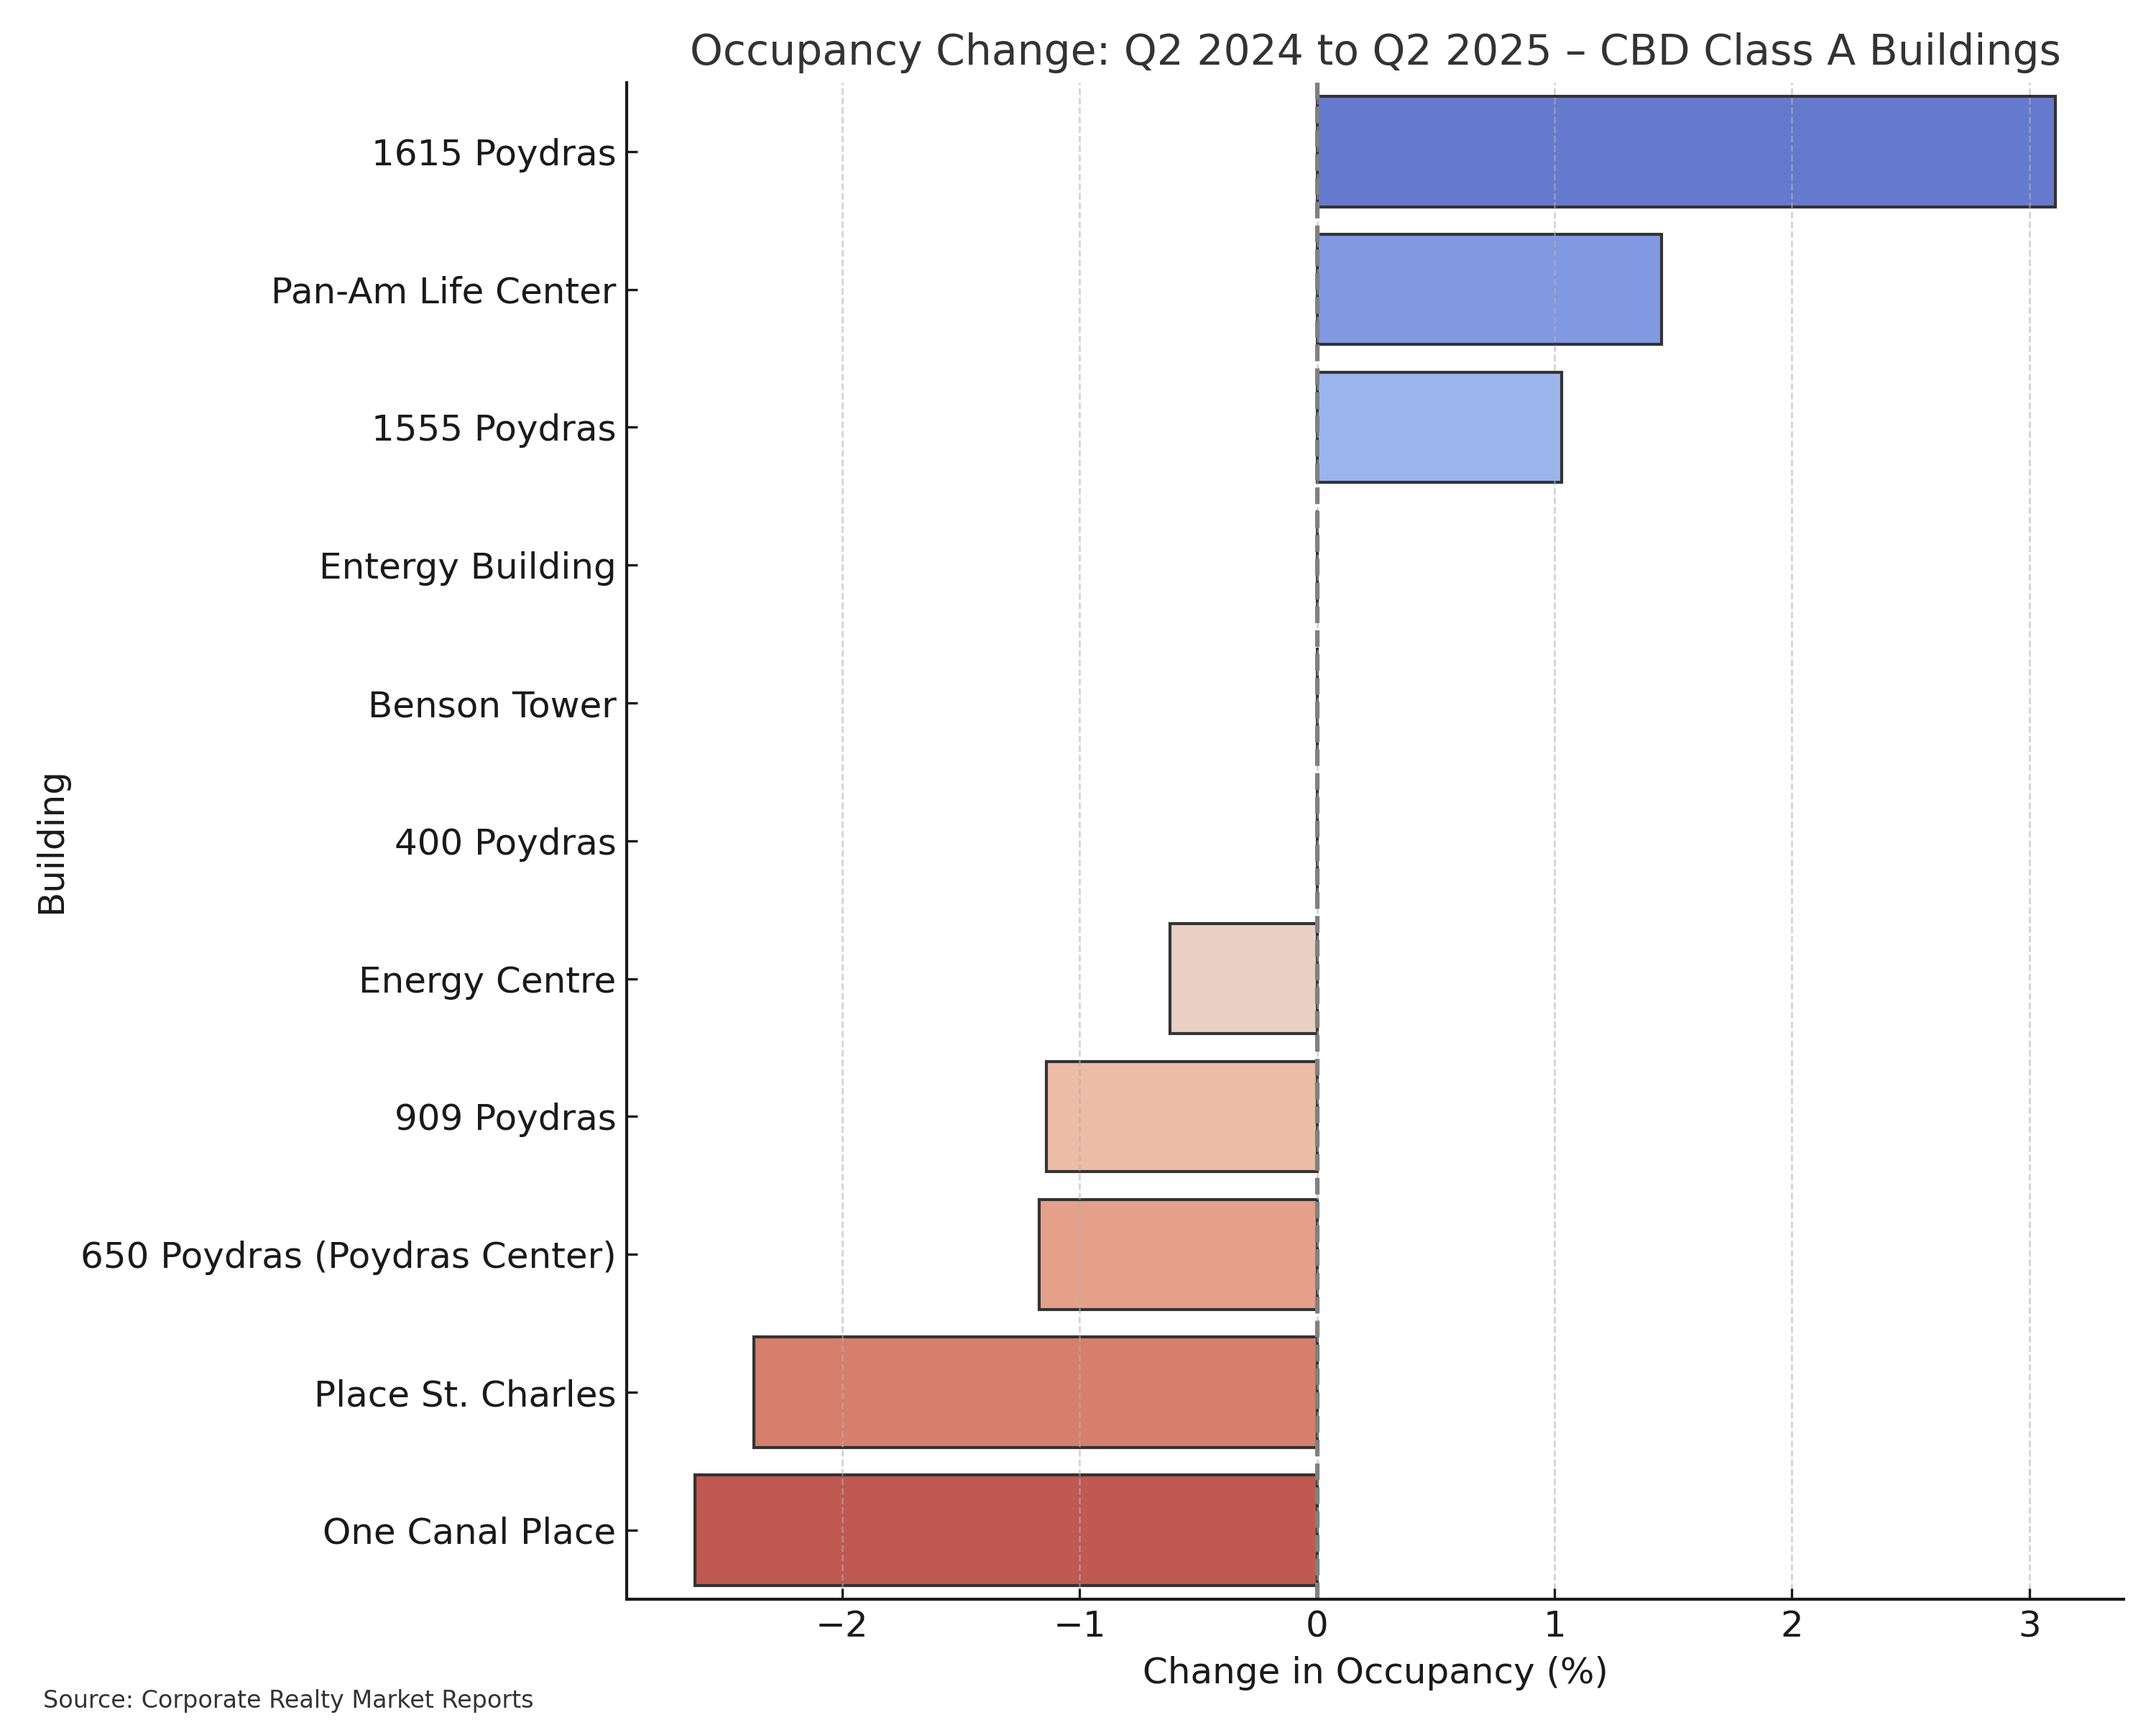 Occupancy Change: Q2 2024 to Q2 2025 – CBD Class A Buildings
1615 Poydras
Pan-Am Life Center
1555 Poydras
Entergy Building
Benson Tower
400 Poydras
Energy Centre
909 Poydras
650 Poydras (Poydras Center)
Place St. Charles
One Canal Place
Building
−2 −1 0 1 2 3
Change in Occupancy (%)
Source: Corporate Realty Market Reports